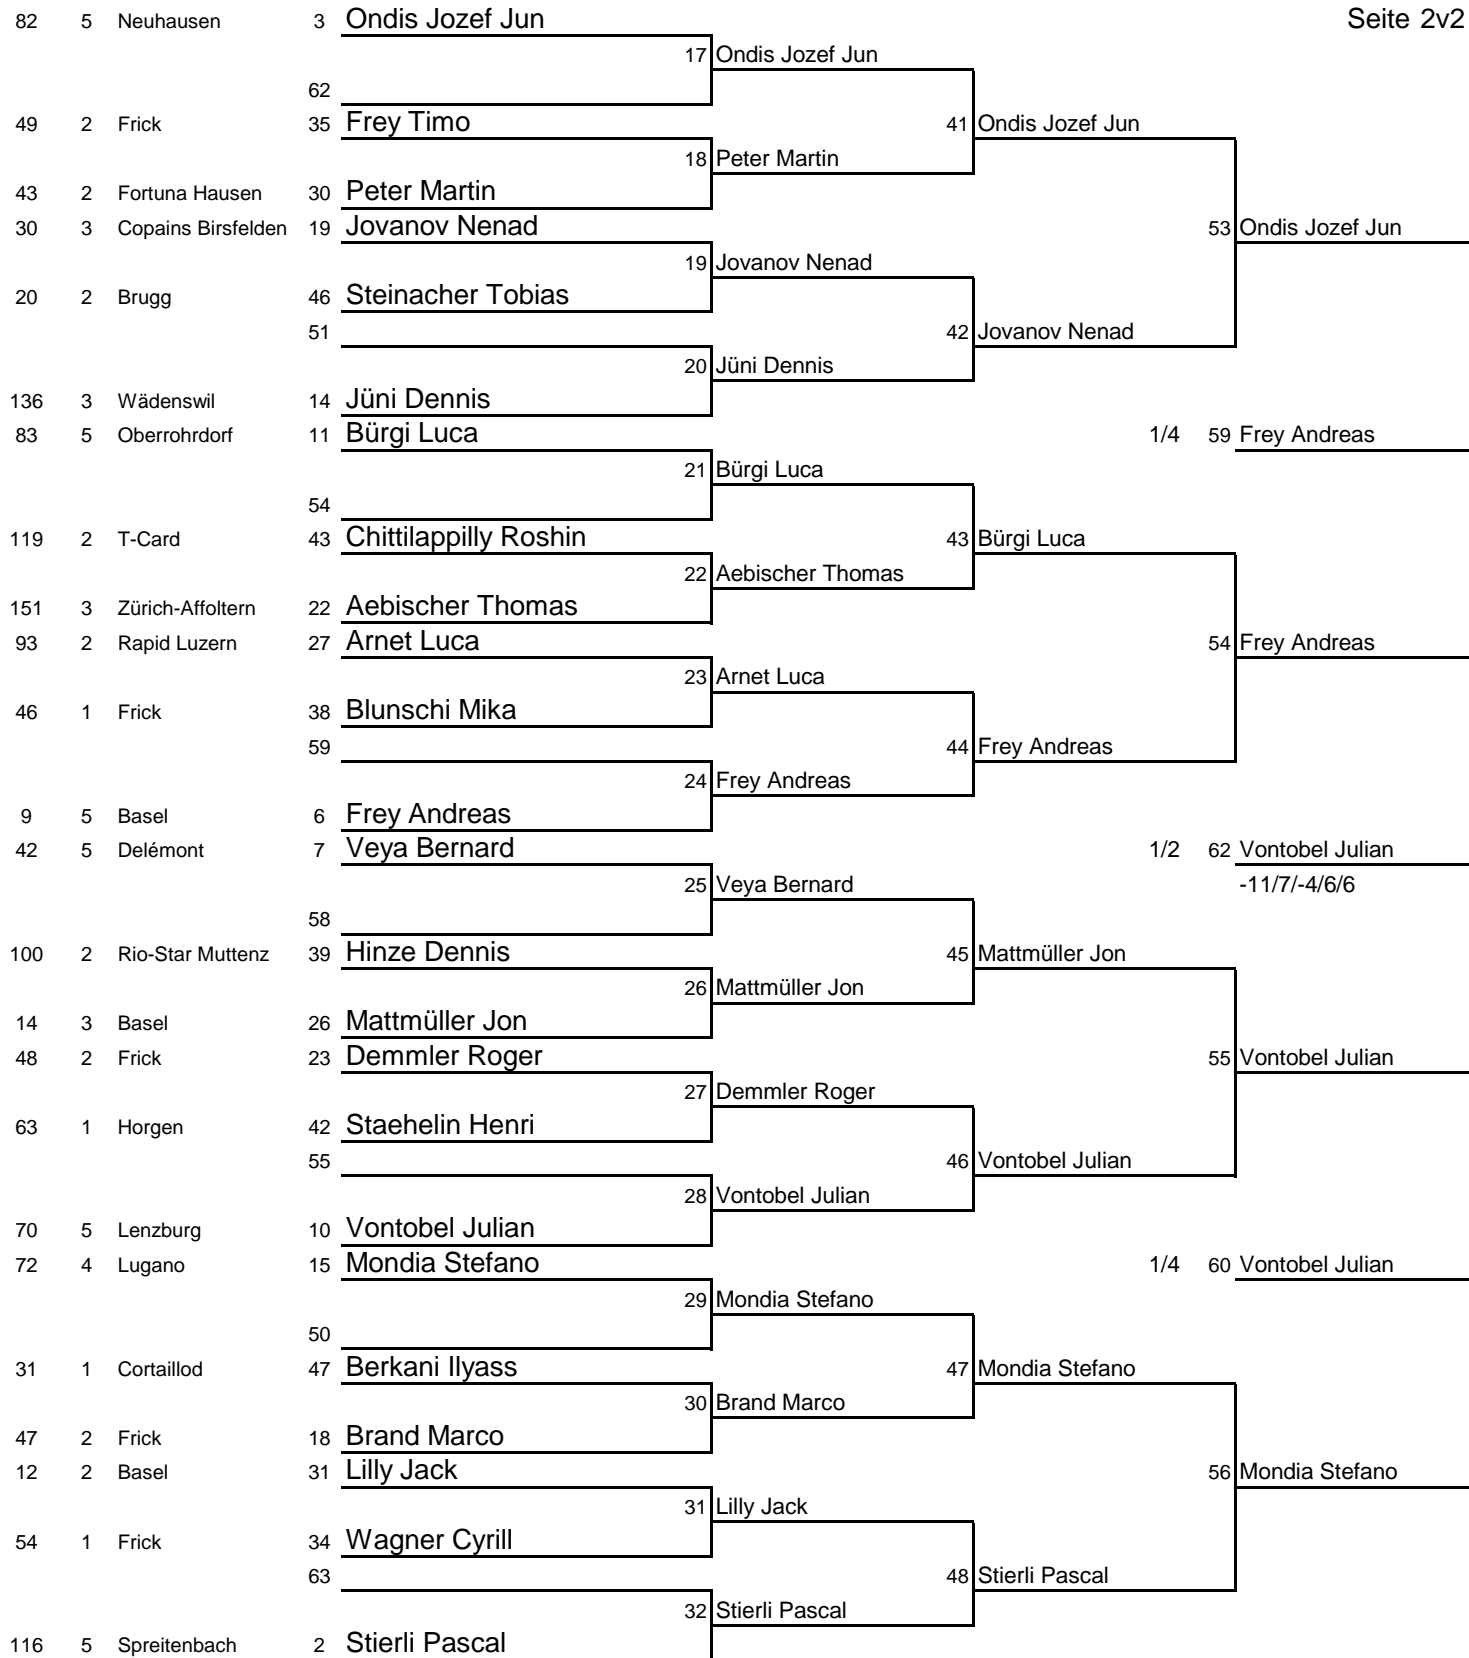 82 5 Neuhausen 3 Ondis Jozef Jun Seite 2v2
17 Ondis Jozef Jun
62
49 2 Frick 35 Frey Timo 41 Ondis Jozef Jun
18 Peter Martin
43 2 Fortuna Hausen 30 Peter Martin
30 3 Copains Birsfelden 19 Jovanov Nenad 53 Ondis Jozef Jun
19 Jovanov Nenad
20 2 Brugg 46 Steinacher Tobias
51 42 Jovanov Nenad
20 Jüni Dennis
136 3 Wädenswil 14 Jüni Dennis
83 5 Oberrohrdorf 11 Bürgi Luca 1/4 59 Frey Andreas
21 Bürgi Luca
54
119 2 T-Card 43 Chittilappilly Roshin 43 Bürgi Luca
22 Aebischer Thomas
151 3 Zürich-Affoltern 22 Aebischer Thomas
93 2 Rapid Luzern 27 Arnet Luca 54 Frey Andreas
23 Arnet Luca
46 1 Frick 38 Blunschi Mika
59 44 Frey Andreas
24 Frey Andreas
9 5 Basel 6 Frey Andreas
42 5 Delémont 7 Veya Bernard 1/2 62 Vontobel Julian
25 Veya Bernard -11/7/-4/6/6
58
100 2 Rio-Star Muttenz 39 Hinze Dennis 45 Mattmüller Jon
26 Mattmüller Jon
14 3 Basel 26 Mattmüller Jon
48 2 Frick 23 Demmler Roger 55 Vontobel Julian
27 Demmler Roger
63 1 Horgen 42 Staehelin Henri
55 46 Vontobel Julian
28 Vontobel Julian
70 5 Lenzburg 10 Vontobel Julian
72 4 Lugano 15 Mondia Stefano 1/4 60 Vontobel Julian
29 Mondia Stefano
50
31 1 Cortaillod 47 Berkani Ilyass 47 Mondia Stefano
30 Brand Marco
47 2 Frick 18 Brand Marco
12 2 Basel 31 Lilly Jack 56 Mondia Stefano
31 Lilly Jack
54 1 Frick 34 Wagner Cyrill
63 48 Stierli Pascal
32 Stierli Pascal
116 5 Spreitenbach 2 Stierli Pascal